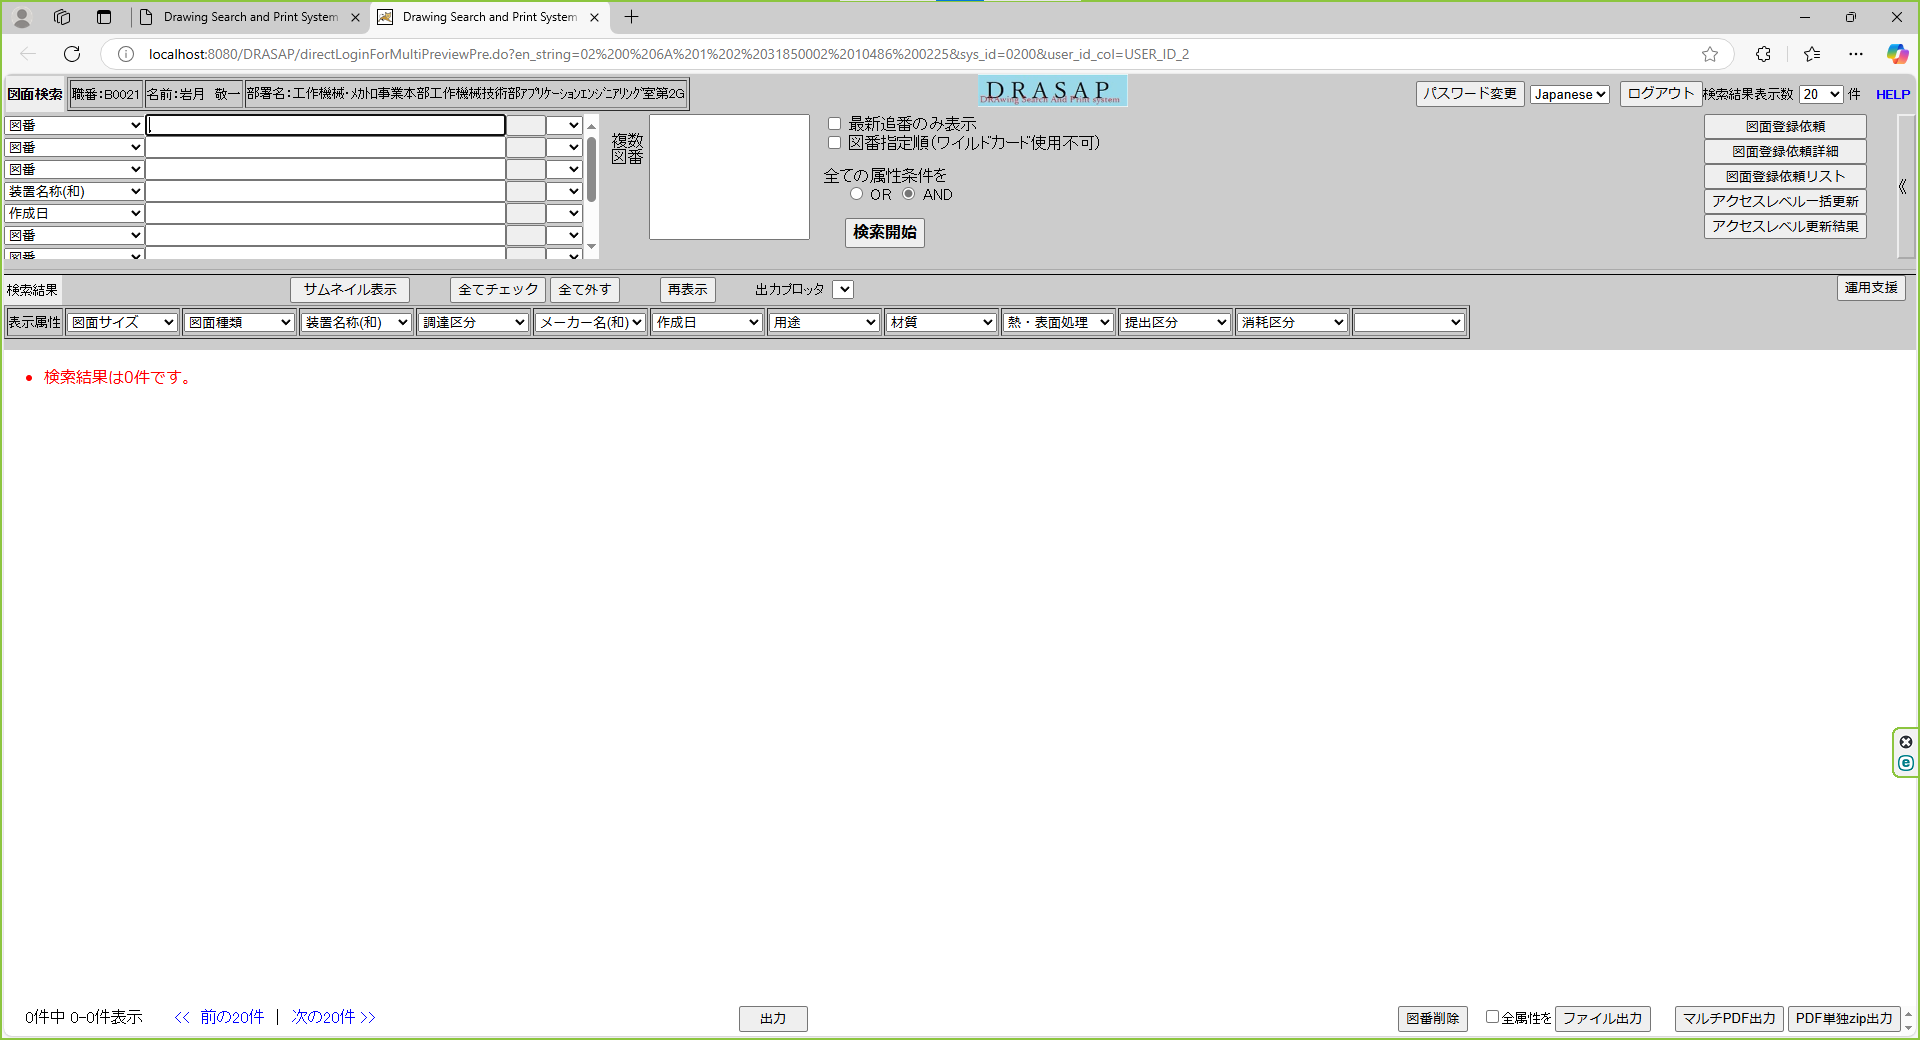 Drawing Search and Print System
Drawing Search and Print System
localhost:8080/DRASAP/directLoginForMultiPreviewPre.do?en_string=02%200%206A%201%202%2031850002%2010486%200225&sys_id=0200&user_id_col=USER_ID_2
図面検索 職番:B0021 名前:岩月　敬一 部署名:工作機械・ﾒｶﾄﾛ事業本部工作機械技術部ｱﾌﾟﾘｹｰｼｮﾝｴﾝｼﾞﾆｱﾘﾝｸﾞ室第2G
DRASAP
DRAwing Search And Print system
パスワード変更 Japanese ログアウト 検索結果表示数 20 件 HELP
図番
図番
図番
装置名称(和)
作成日
図番
図番
複数
図番
最新追番のみ表示
図番指定順(ワイルドカード使用不可)
全ての属性条件を
OR AND
検索開始
図面登録依頼
図面登録依頼詳細
図面登録依頼リスト
アクセスレベル一括更新
アクセスレベル更新結果
《
検索結果 サムネイル表示 全てチェック 全て外す 再表示 出力プロッタ 運用支援
表示属性 図面サイズ 図面種類 装置名称(和) 調達区分 メーカー名(和) 作成日 用途 材質 熱・表面処理 提出区分 消耗区分
検索結果は0件です。
0件中 0-0件表示 << 前の20件 | 次の20件 >> 出力 図番削除 全属性を ファイル出力 マルチPDF出力 PDF単独zip出力